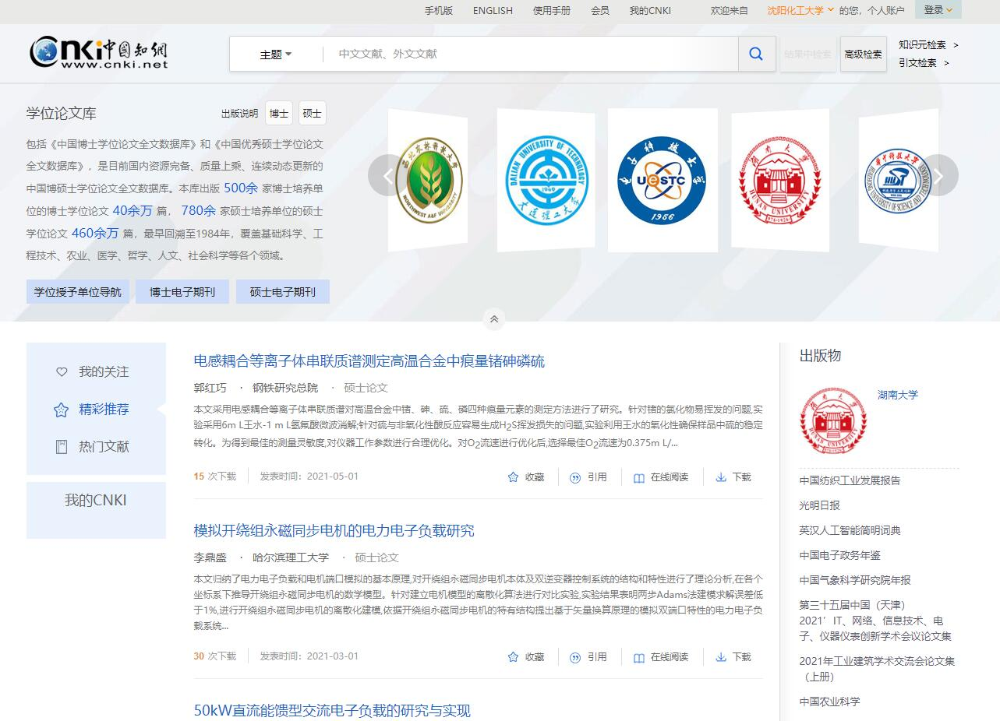 手机版 ENGLISH 使用手册 会员 我的CNKI 欢迎来自 沈阳化工大学 的您，个人账户 登录
cnki中国知网
www.cnki.net
主题 中文文献、外文文献 结果中检索 高级检索 知识元检索 >
引文检索 >
学位论文库 出版说明 博士 硕士
包括《中国博士学位论文全文数据库》和《中国优秀硕士学位论文
全文数据库》，是目前国内资源完备、质量上乘、连续动态更新的
中国博硕士学位论文全文数据库。本库出版 500余 家博士培养单
位的博士学位论文 40余万 篇， 780余 家硕士培养单位的硕士
学位论文 460余万 篇，最早回溯至1984年，覆盖基础科学、工
程技术、农业、医学、哲学、人文、社会科学等各个领域。
学位授予单位导航 博士电子期刊 硕士电子期刊
西北农林科技大学
NORTHWEST A&F UNIVERSITY
DALIAN UNIVERSITY OF TECHNOLOGY
1949
大连理工大学
电子科技大学
UESTC
1956
湖南大学
HUNAN UNIVERSITY
976-1926
华中科技大学
HUAZHONG UNIVERSITY OF SCIENCE AND TECHNOLOGY
我的关注
精彩推荐
热门文献
我的CNKI
电感耦合等离子体串联质谱测定高温合金中痕量锗砷磷硫
郭红巧 · 钢铁研究总院 · 硕士论文
本文采用电感耦合等离子体串联质谱对高温合金中锗、砷、硫、磷四种痕量元素的测定方法进行了研究。针对锗的氯化物易挥发的问题,实
验采用6m L王水-1 m L氢氟酸微波消解;针对硫与非氧化性酸反应容易生成H2S挥发损失的问题,实验利用王水的氧化性确保样品中硫的稳定
转化。为得到最佳的测量灵敏度,对仪器工作参数进行合理优化。对O2流速进行优化后,选择最佳O2流速为0.375m L/...
15 次下载 发表时间：2021-05-01 收藏 引用 在线阅读 下载
模拟开绕组永磁同步电机的电力电子负载研究
李鼎盛 · 哈尔滨理工大学 · 硕士论文
本文归纳了电力电子负载和电机端口模拟的基本原理,对开绕组永磁同步电机本体及双逆变器控制系统的结构和特性进行了理论分析,在各个
坐标系下推导开绕组永磁同步电机的数学模型。针对建立电机模型的离散化算法进行对比实验,实验结果表明两步Adams法建模求解误差低
于1%,进行开绕组永磁同步电机的离散化建模,依据开绕组永磁同步电机的特有结构提出基于矢量换算原理的模拟双端口特性的电力电子负
载系统...
30 次下载 发表时间：2021-03-01 收藏 引用 在线阅读 下载
50kW直流能馈型交流电子负载的研究与实现
出版物
湖南大学
中国纺织工业发展报告
光明日报
英汉人工智能简明词典
中国电子政务年鉴
中国气象科学研究院年报
第三十五届中国（天津）
2021’IT、网络、信息技术、电
子、仪器仪表创新学术会议论文集
2021年工业建筑学术交流会论文集
（上册）
中国农业科学